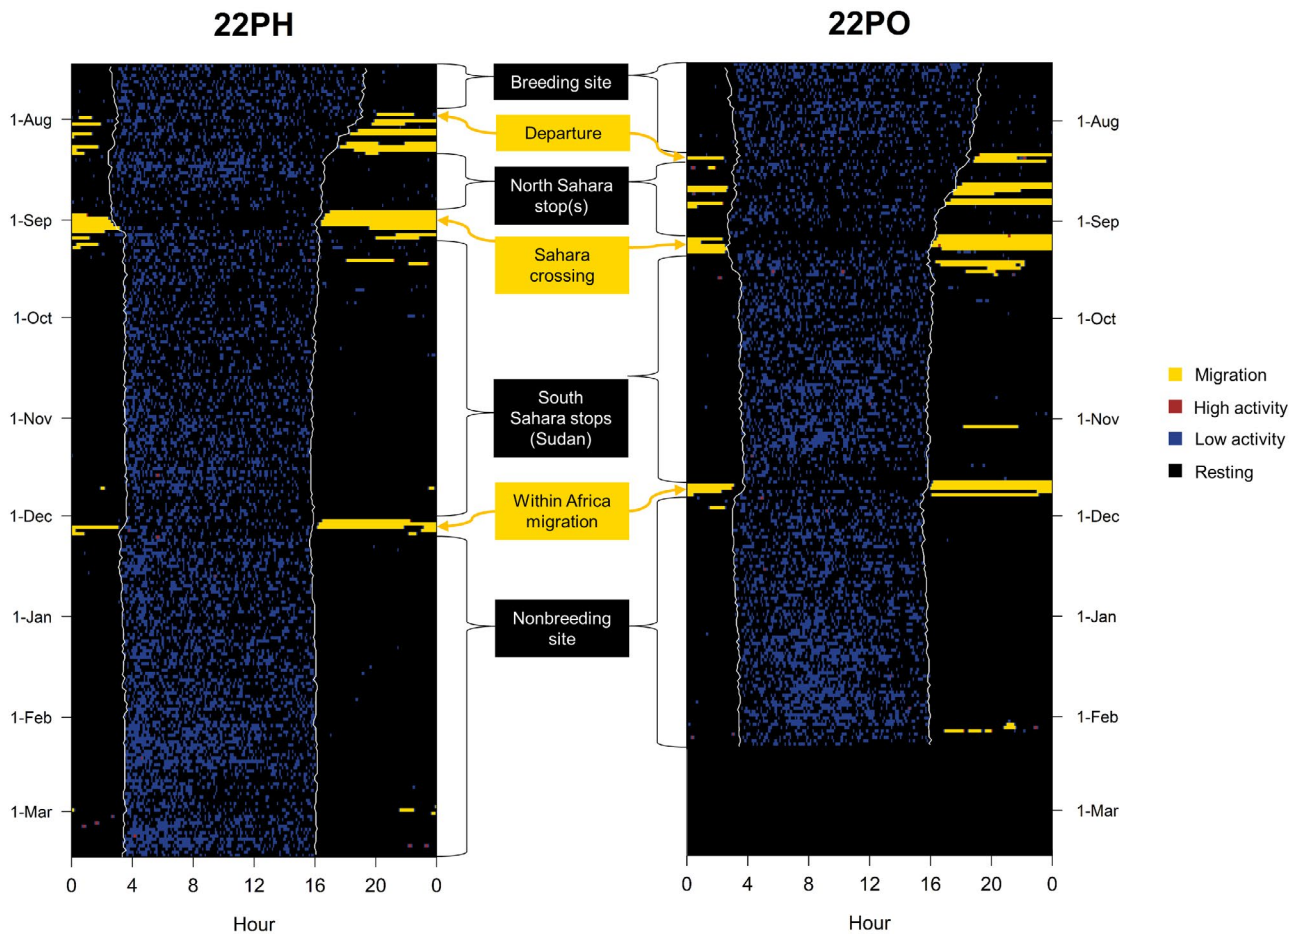 22PH
22PO
1-Aug
1-Sep
1-Oct
1-Nov
1-Dec
1-Jan
1-Feb
1-Mar
0 4 8 12 16 20 0
Hour
Breeding site
Departure
North Sahara
stop(s)
Sahara
crossing
South
Sahara stops
(Sudan)
Within Africa
migration
Nonbreeding
site
1-Aug
1-Sep
1-Oct
1-Nov
1-Dec
1-Jan
1-Feb
1-Mar
0 4 8 12 16 20 0
Hour
Migration
High activity
Low activity
Resting